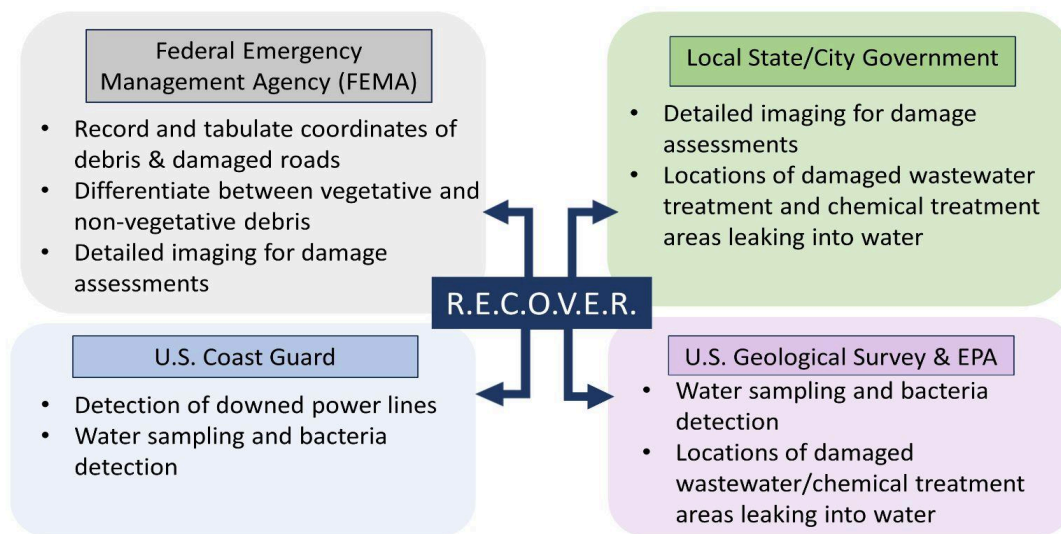 Federal Emergency
Management Agency (FEMA)
• Record and tabulate coordinates of
debris & damaged roads
• Differentiate between vegetative and
non-vegetative debris
• Detailed imaging for damage
assessments
Local State/City Government
• Detailed imaging for damage
assessments
• Locations of damaged wastewater
treatment and chemical treatment
areas leaking into water
R.E.C.O.V.E.R.
U.S. Coast Guard
• Detection of downed power lines
• Water sampling and bacteria
detection
U.S. Geological Survey & EPA
• Water sampling and bacteria
detection
• Locations of damaged
wastewater/chemical treatment
areas leaking into water